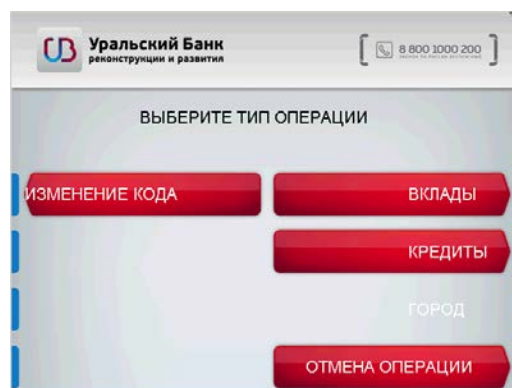 Уральский Банк
реконструкции и развития
8 800 1000 200
ВЫБЕРИТЕ ТИП ОПЕРАЦИИ
ИЗМЕНЕНИЕ КОДА
ВКЛАДЫ
КРЕДИТЫ
ГОРОД
ОТМЕНА ОПЕРАЦИИ